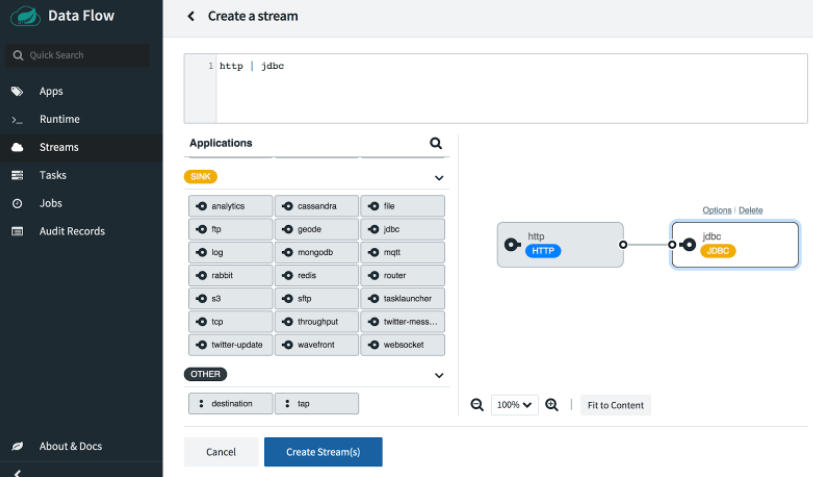 Data Flow
Quick Search
Apps
Runtime
Streams
Tasks
Jobs
Audit Records
About & Docs
Create a stream
1 http | jdbc
Applications
SINK
analytics cassandra file
ftp geode jdbc
log mongodb mqtt
rabbit redis router
s3 sftp tasklauncher
tcp throughput twitter-mess...
twitter-update wavefront websocket
OTHER
destination tap
Options | Delete
http
HTTP
jdbc
JDBC
100%
Fit to Content
Cancel Create Stream(s)